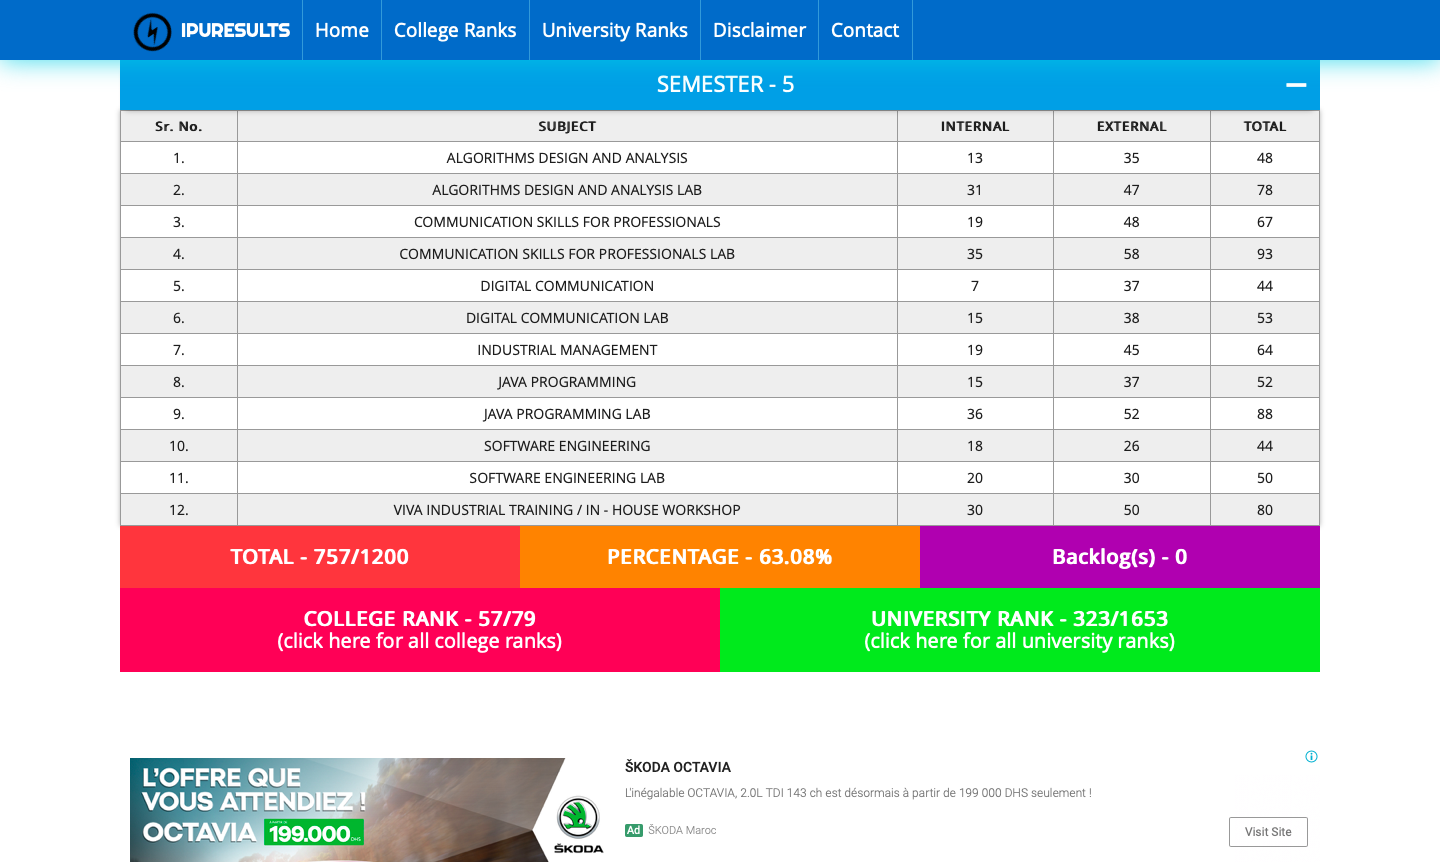 IPURESULTS Home College Ranks University Ranks Disclaimer Contact
SEMESTER - 5
Sr. No. SUBJECT INTERNAL EXTERNAL TOTAL
1. ALGORITHMS DESIGN AND ANALYSIS 13 35 48
2. ALGORITHMS DESIGN AND ANALYSIS LAB 31 47 78
3. COMMUNICATION SKILLS FOR PROFESSIONALS 19 48 67
4. COMMUNICATION SKILLS FOR PROFESSIONALS LAB 35 58 93
5. DIGITAL COMMUNICATION 7 37 44
6. DIGITAL COMMUNICATION LAB 15 38 53
7. INDUSTRIAL MANAGEMENT 19 45 64
8. JAVA PROGRAMMING 15 37 52
9. JAVA PROGRAMMING LAB 36 52 88
10. SOFTWARE ENGINEERING 18 26 44
11. SOFTWARE ENGINEERING LAB 20 30 50
12. VIVA INDUSTRIAL TRAINING / IN - HOUSE WORKSHOP 30 50 80
TOTAL - 757/1200 PERCENTAGE - 63.08% Backlog(s) - 0
COLLEGE RANK - 57/79 UNIVERSITY RANK - 323/1653
(click here for all college ranks) (click here for all university ranks)
L'OFFRE QUE
VOUS ATTENDIEZ !
OCTAVIA À PARTIR DE 199.000 DHS
ŠKODA
ŠKODA OCTAVIA
L'inégalable OCTAVIA, 2.0L TDI 143 ch est désormais à partir de 199 000 DHS seulement !
Ad ŠKODA Maroc
Visit Site